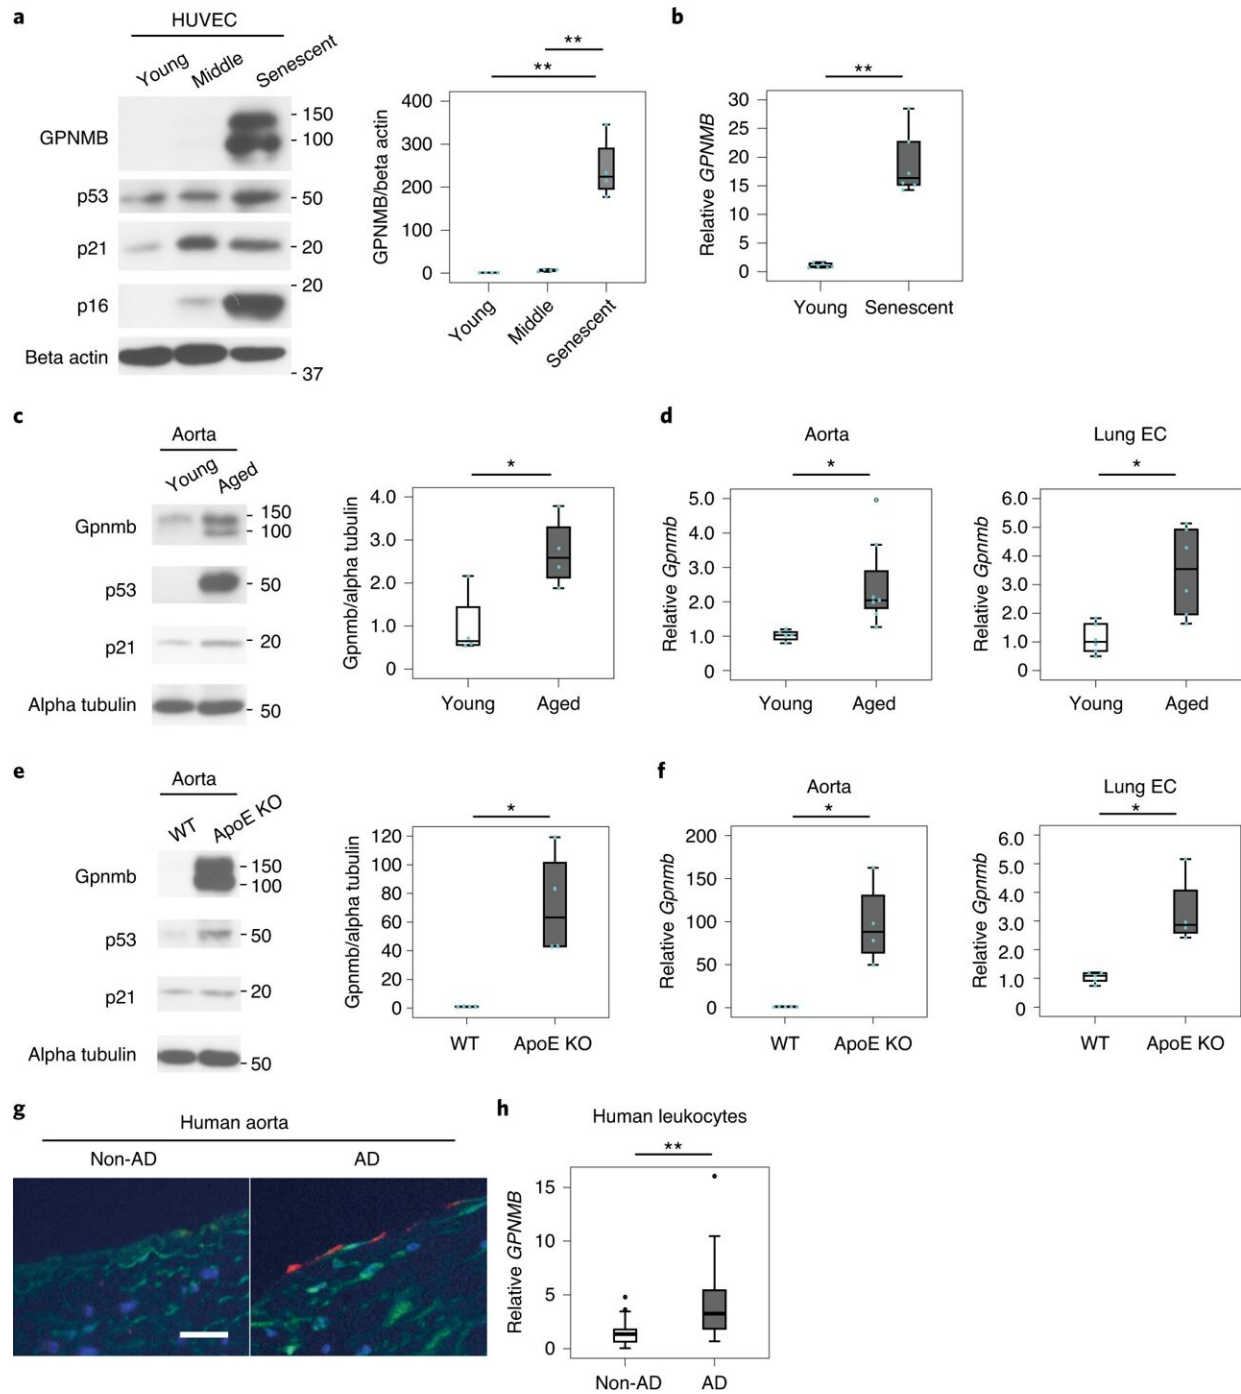 a
HUVEC
Young Middle Senescent
GPNMB
150
100
p53
50
p21
20
20
p16
Beta actin
37
** 
**
GPNMB/beta actin
400
300
200
100
0
Young Middle Senescent
b
**
Relative GPNMB
30
25
20
15
10
5
0
Young Senescent
c
Aorta
Young Aged
Gpnmb
150
100
p53
50
p21
20
Alpha tubulin
50
*
Gpnmb/alpha tubulin
4.0
3.0
2.0
1.0
0
Young Aged
d
Aorta
*
Relative Gpnmb
5.0
4.0
3.0
2.0
1.0
0
Young Aged
Lung EC
*
Relative Gpnmb
6.0
5.0
4.0
3.0
2.0
1.0
0
Young Aged
e
Aorta
WT ApoE KO
Gpnmb
150
100
p53
50
p21
20
Alpha tubulin
50
*
Gpnmb/alpha tubulin
120
100
80
60
40
20
0
WT ApoE KO
f
Aorta
*
Relative Gpnmb
200
150
100
50
0
WT ApoE KO
Lung EC
*
Relative Gpnmb
6.0
5.0
4.0
3.0
2.0
1.0
0
WT ApoE KO
g
Human aorta
Non-AD AD
h
Human leukocytes
**
Relative GPNMB
15
10
5
0
Non-AD AD